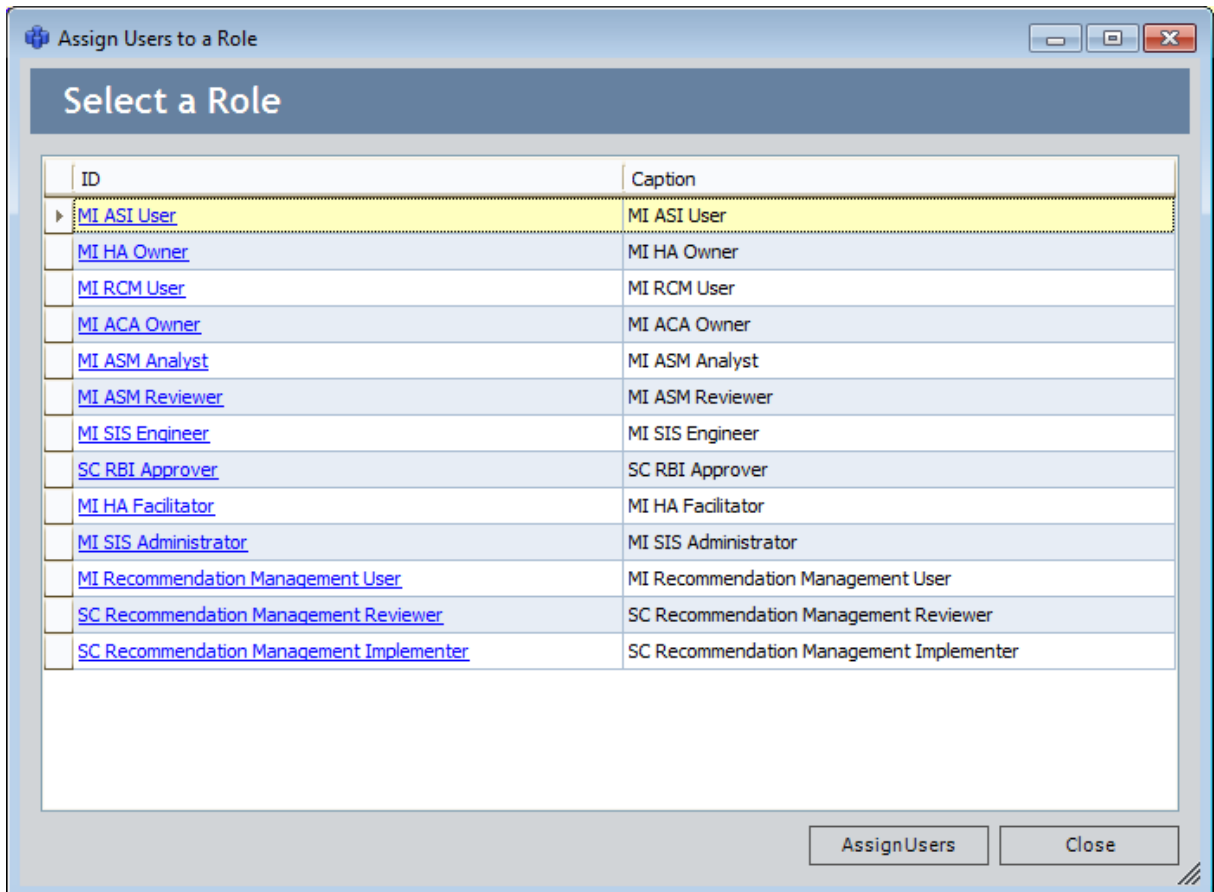 Assign Users to a Role
Select a Role
ID Caption
MI ASI User MI ASI User
MI HA Owner MI HA Owner
MI RCM User MI RCM User
MI ACA Owner MI ACA Owner
MI ASM Analyst MI ASM Analyst
MI ASM Reviewer MI ASM Reviewer
MI SIS Engineer MI SIS Engineer
SC RBI Approver SC RBI Approver
MI HA Facilitator MI HA Facilitator
MI SIS Administrator MI SIS Administrator
MI Recommendation Management User MI Recommendation Management User
SC Recommendation Management Reviewer SC Recommendation Management Reviewer
SC Recommendation Management Implementer SC Recommendation Management Implementer
AssignUsers Close